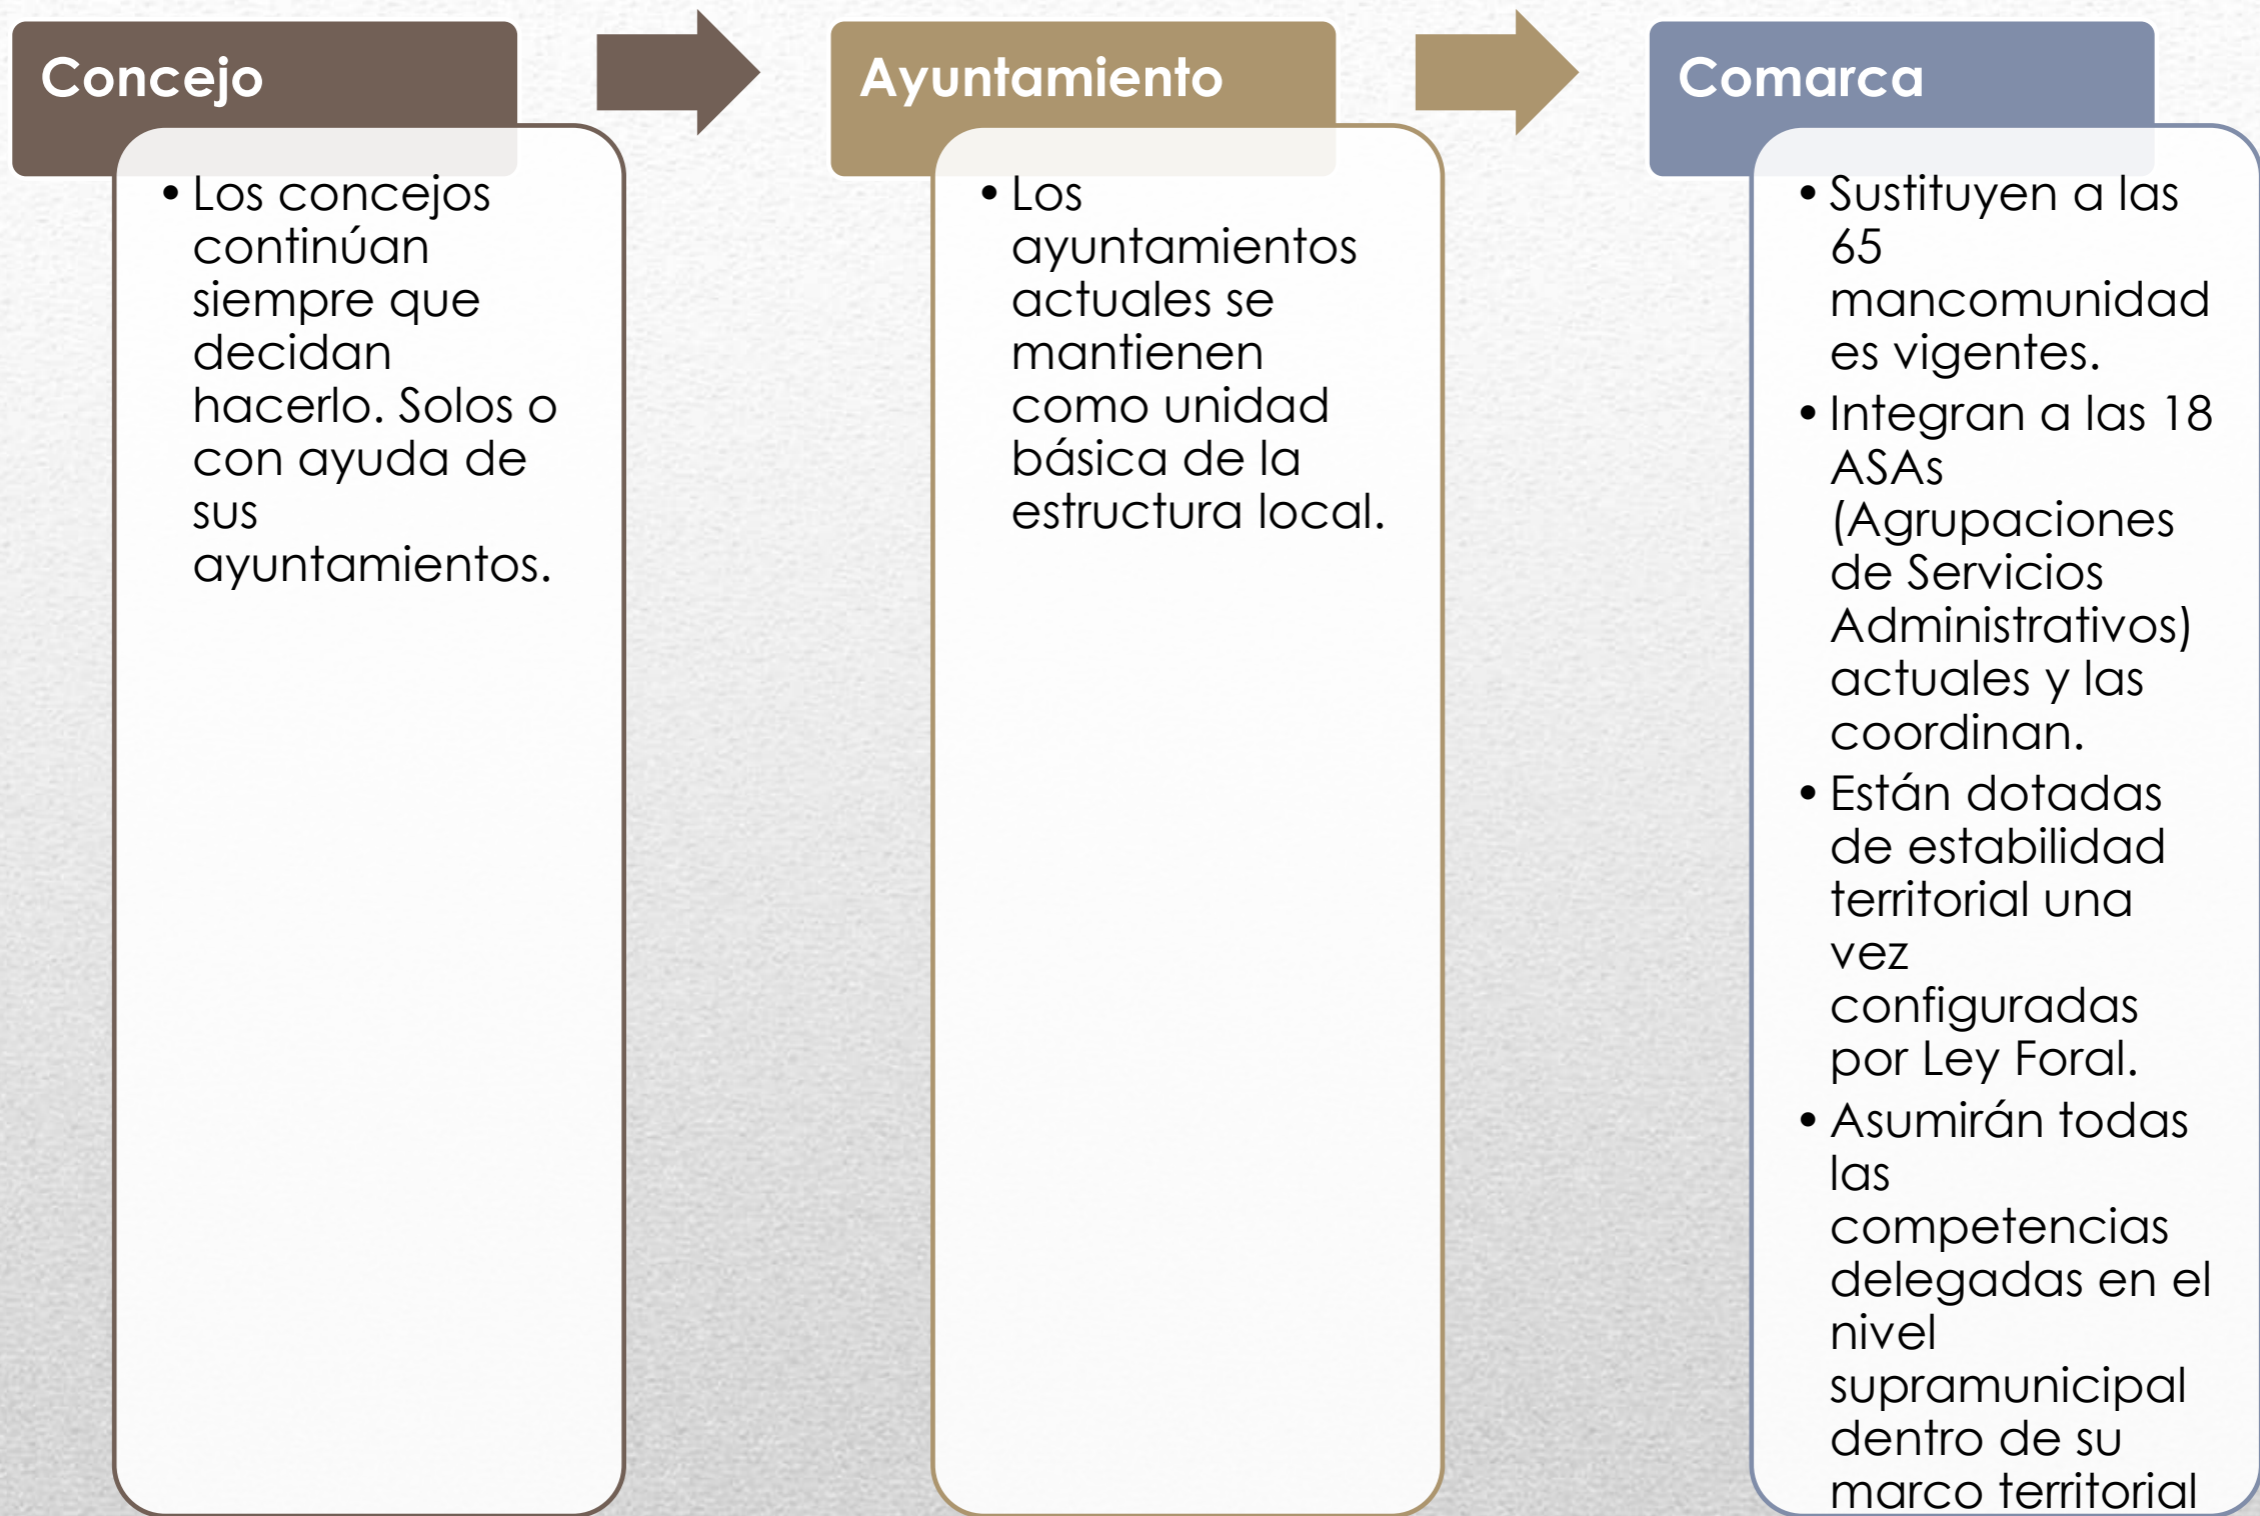 Concejo
• Los concejos
continúan
siempre que
decidan
hacerlo. Solos o
con ayuda de
sus
ayuntamientos.
Ayuntamiento
• Los
ayuntamientos
actuales se
mantienen
como unidad
básica de la
estructura local.
Comarca
• Sustituyen a las
65
mancomunidad
es vigentes.
• Integran a las 18
ASAs
(Agrupaciones
de Servicios
Administrativos)
actuales y las
coordinan.
• Están dotadas
de estabilidad
territorial una
vez
configuradas
por Ley Foral.
• Asumirán todas
las
competencias
delegadas en el
nivel
supramunicipal
dentro de su
marco territorial